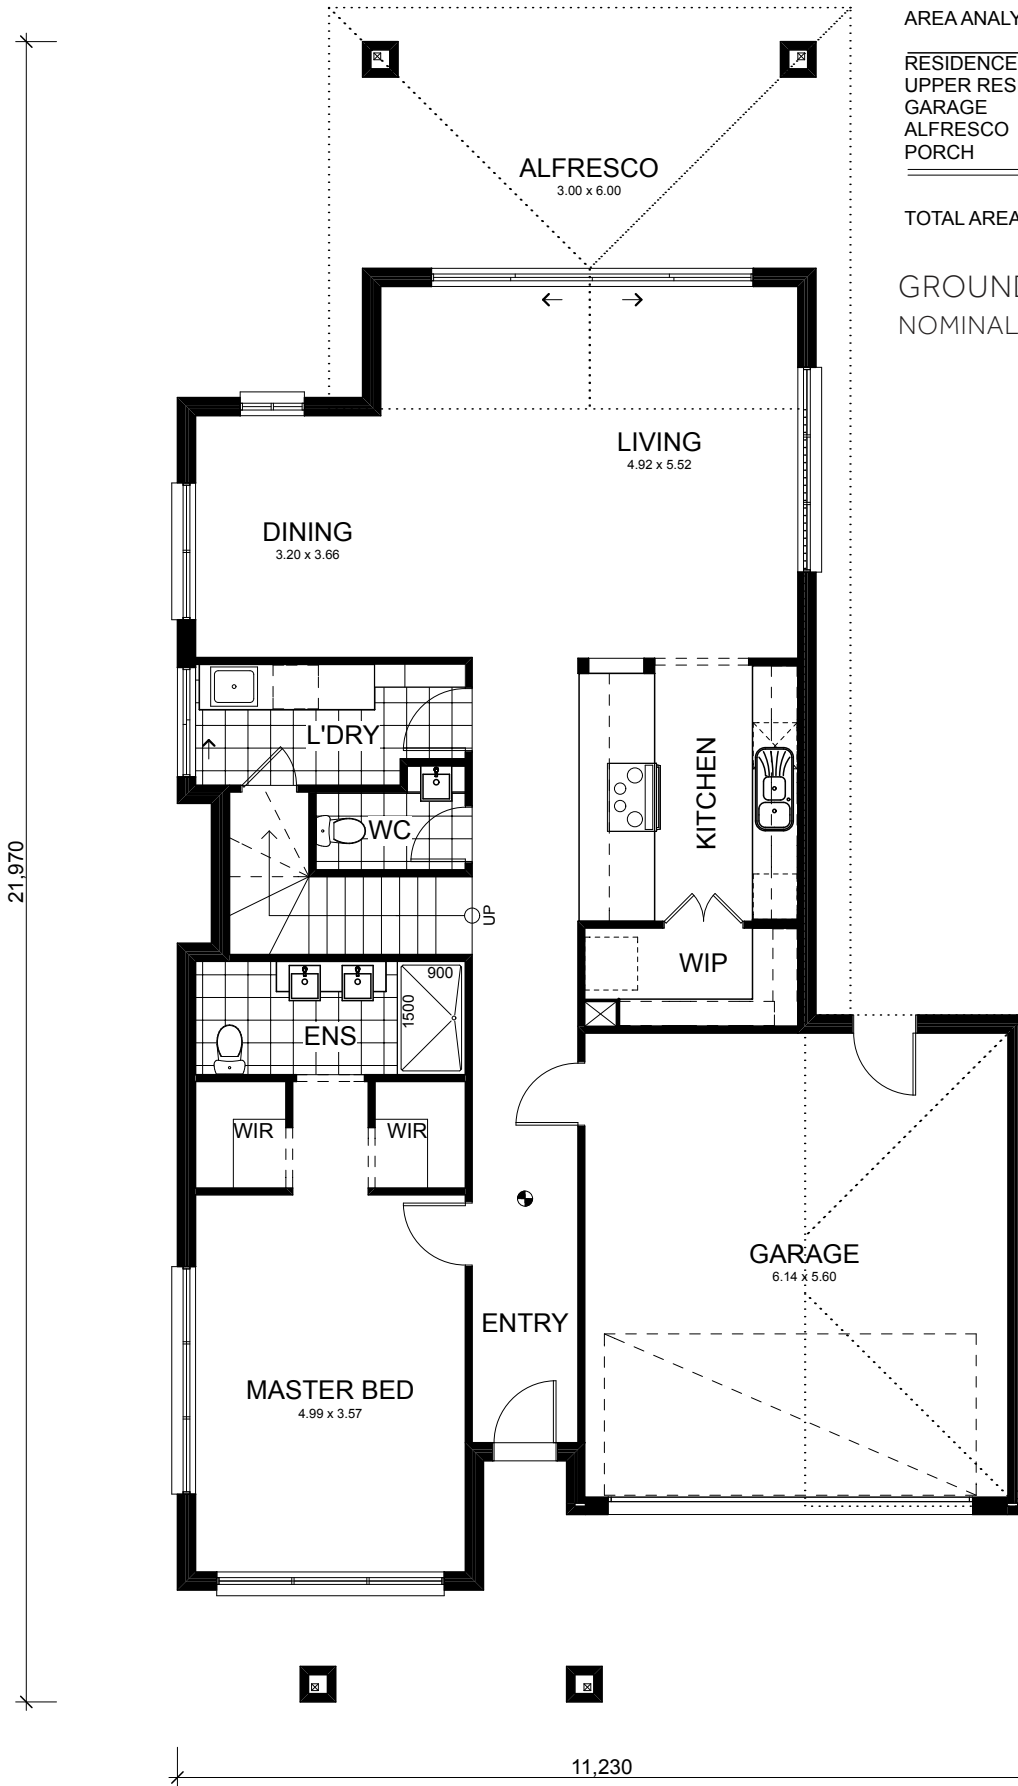 AREA ANALY
RESIDENCE
UPPER RES
GARAGE
ALFRESCO
PORCH
TOTAL AREA
GROUND
NOMINAL
ALFRESCO
3.00 x 6.00
LIVING
4.92 x 5.52
DINING
3.20 x 3.66
L'DRY
WC
KITCHEN
UP
WIP
900
1500
ENS
WIR
WIR
GARAGE
6.14 x 5.60
ENTRY
MASTER BED
4.99 x 3.57
21,970
11,230